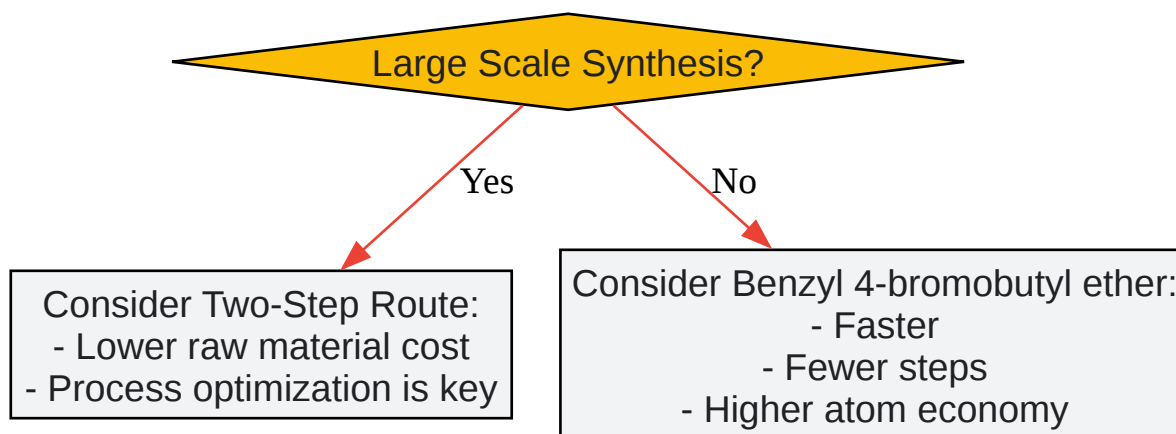 Large Scale Synthesis?
Yes
No
Consider Two-Step Route:
- Lower raw material cost
- Process optimization is key
Consider Benzyl 4-bromobutyl ether:
- Faster
- Fewer steps
- Higher atom economy